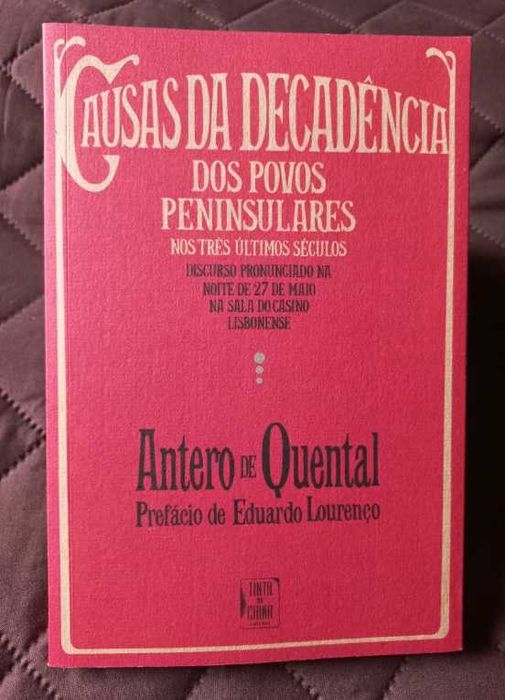 CAUSAS DA DECADÊNCIA
DOS POVOS
PENINSULARES
NOS TRÊS ÚLTIMOS SÉCULOS
DISCURSO PRONUNCIADO NA
NOITE DE 27 DE MAIO
NA SALA DO CASINO
LISBONENSE
Antero DE Quental
Prefácio de Eduardo Lourenço
TINTA
DA
CHINA